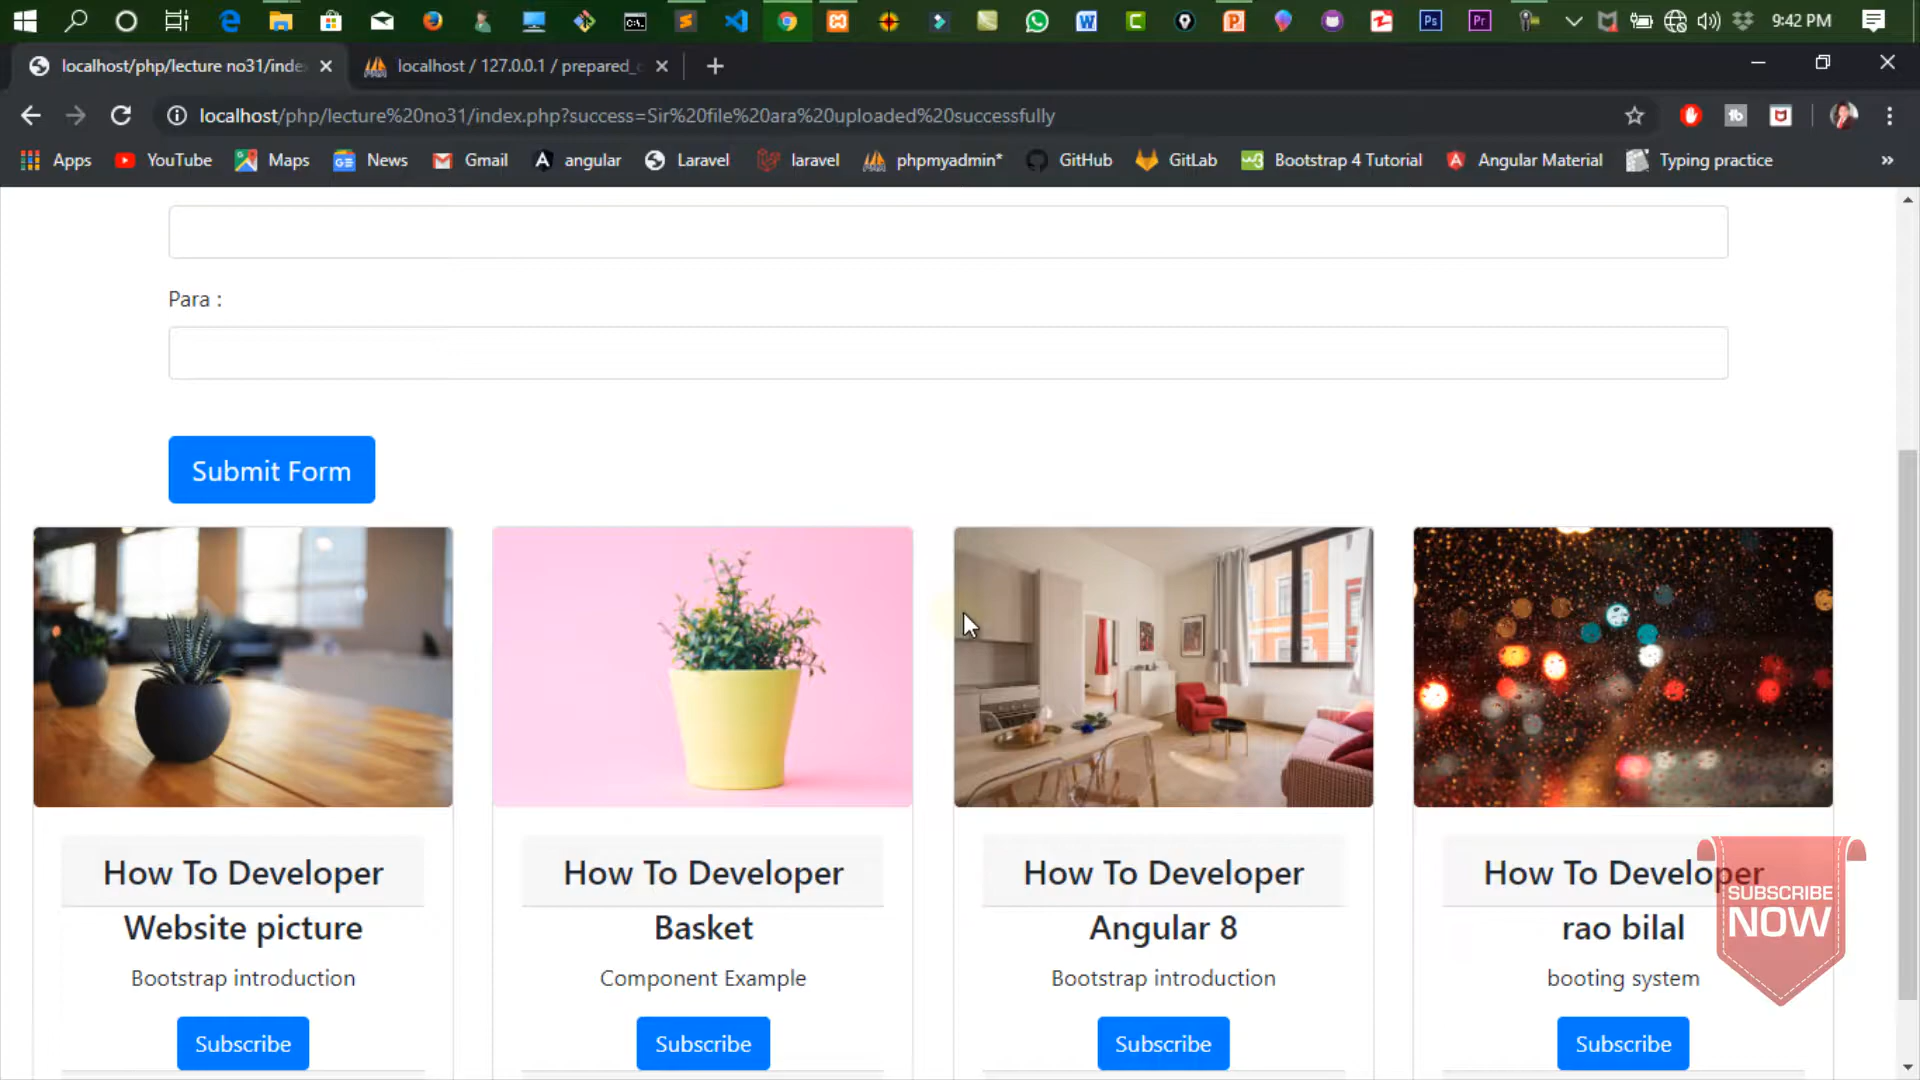 9:42 PM
localhost/php/lecture no31/inde
localhost / 127.0.0.1 / prepared_
localhost/php/lecture%20no31/index.php?success=Sir%20file%20ara%20uploaded%20successfully
Apps YouTube Maps News Gmail angular Laravel laravel phpmyadmin* GitHub GitLab Bootstrap 4 Tutorial Angular Material Typing practice »
Para :
Submit Form
How To Developer How To Developer How To Developer How To Developer
Website picture Basket Angular 8 rao bilal
Bootstrap introduction Component Example Bootstrap introduction booting system
Subscribe Subscribe Subscribe Subscribe
SUBSCRIBE
NOW